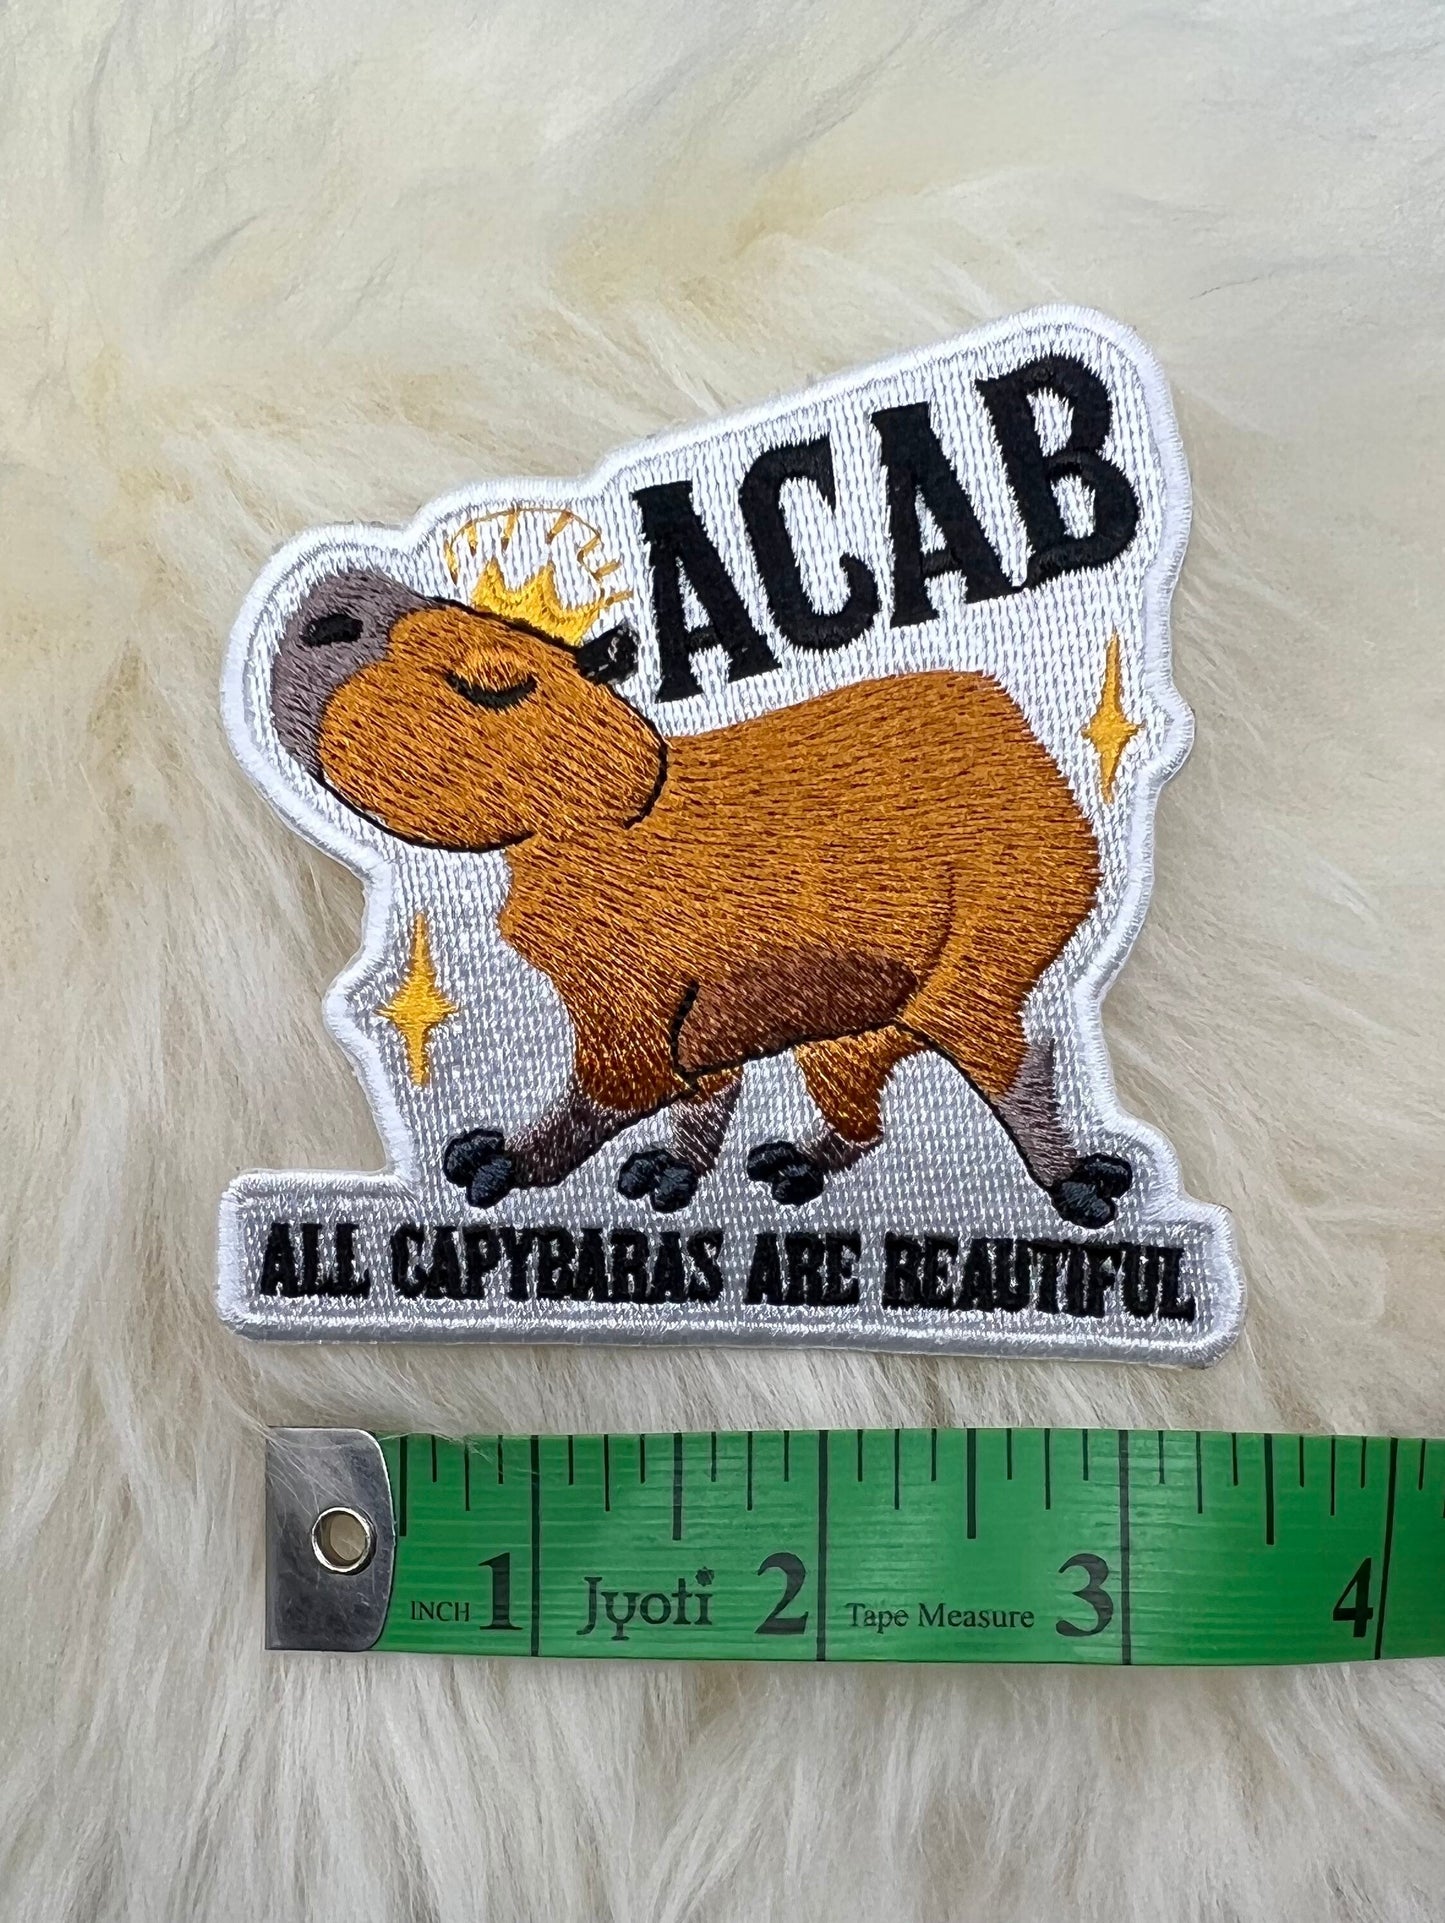 ACAB
ALL CAPYBARAS ARE BEAUTIFUL
INCH 1 Jyoti 2 Tape Measure 3 4